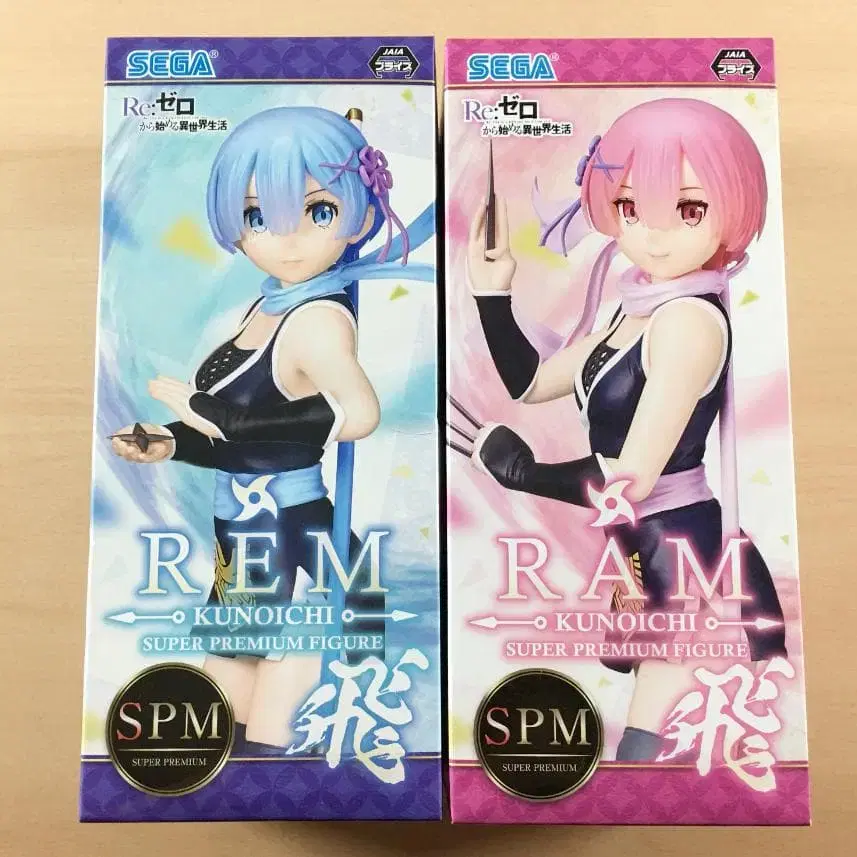 SEGA®
JAIA
プライズ
Re:ゼロ
から始める異世界生活
REM
KUNOICHI
SUPER PREMIUM FIGURE
飛
SPM
SUPER PREMIUM
SEGA®
JAIA
プライズ
Re:ゼロ
から始める異世界生活
RAM
KUNOICHI
SUPER PREMIUM FIGURE
飛
SPM
SUPER PREMIUM